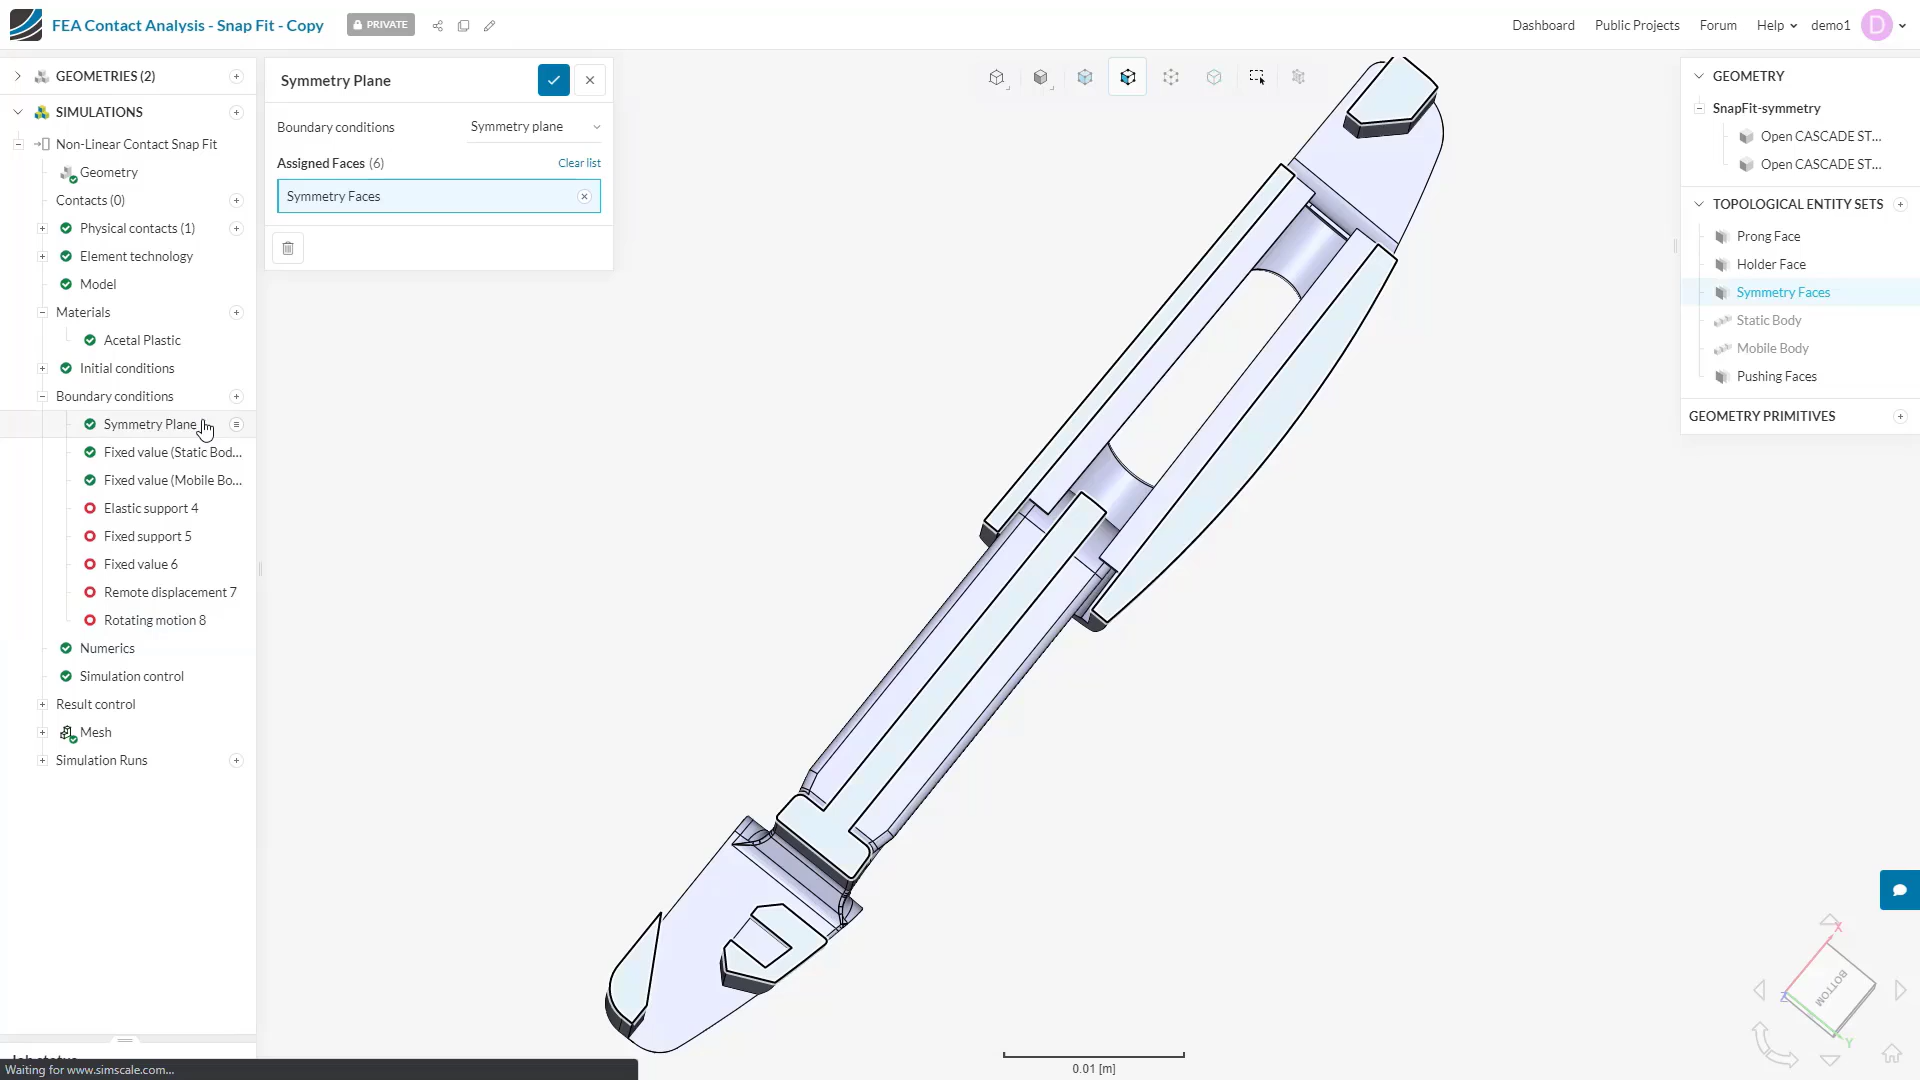 FEA Contact Analysis - Snap Fit - Copy
PRIVATE
Dashboard
Public Projects
Forum
Help
demo1
D
GEOMETRIES (2)
SIMULATIONS
Non-Linear Contact Snap Fit
Geometry
Contacts (0)
Physical contacts (1)
Element technology
Model
Materials
Acetal Plastic
Initial conditions
Boundary conditions
Symmetry Plane
Fixed value (Static Bod...
Fixed value (Mobile Bo...
Elastic support 4
Fixed support 5
Fixed value 6
Remote displacement 7
Rotating motion 8
Numerics
Simulation control
Result control
Mesh
Simulation Runs
Job status
Waiting for www.simscale.com...
Symmetry Plane
Boundary conditions
Symmetry plane
Assigned Faces (6)
Clear list
Symmetry Faces
0.01 [m]
GEOMETRY
SnapFit-symmetry
Open CASCADE ST...
Open CASCADE ST...
TOPOLOGICAL ENTITY SETS
Prong Face
Holder Face
Symmetry Faces
Static Body
Mobile Body
Pushing Faces
GEOMETRY PRIMITIVES
X
BOTTOM
Z
Y